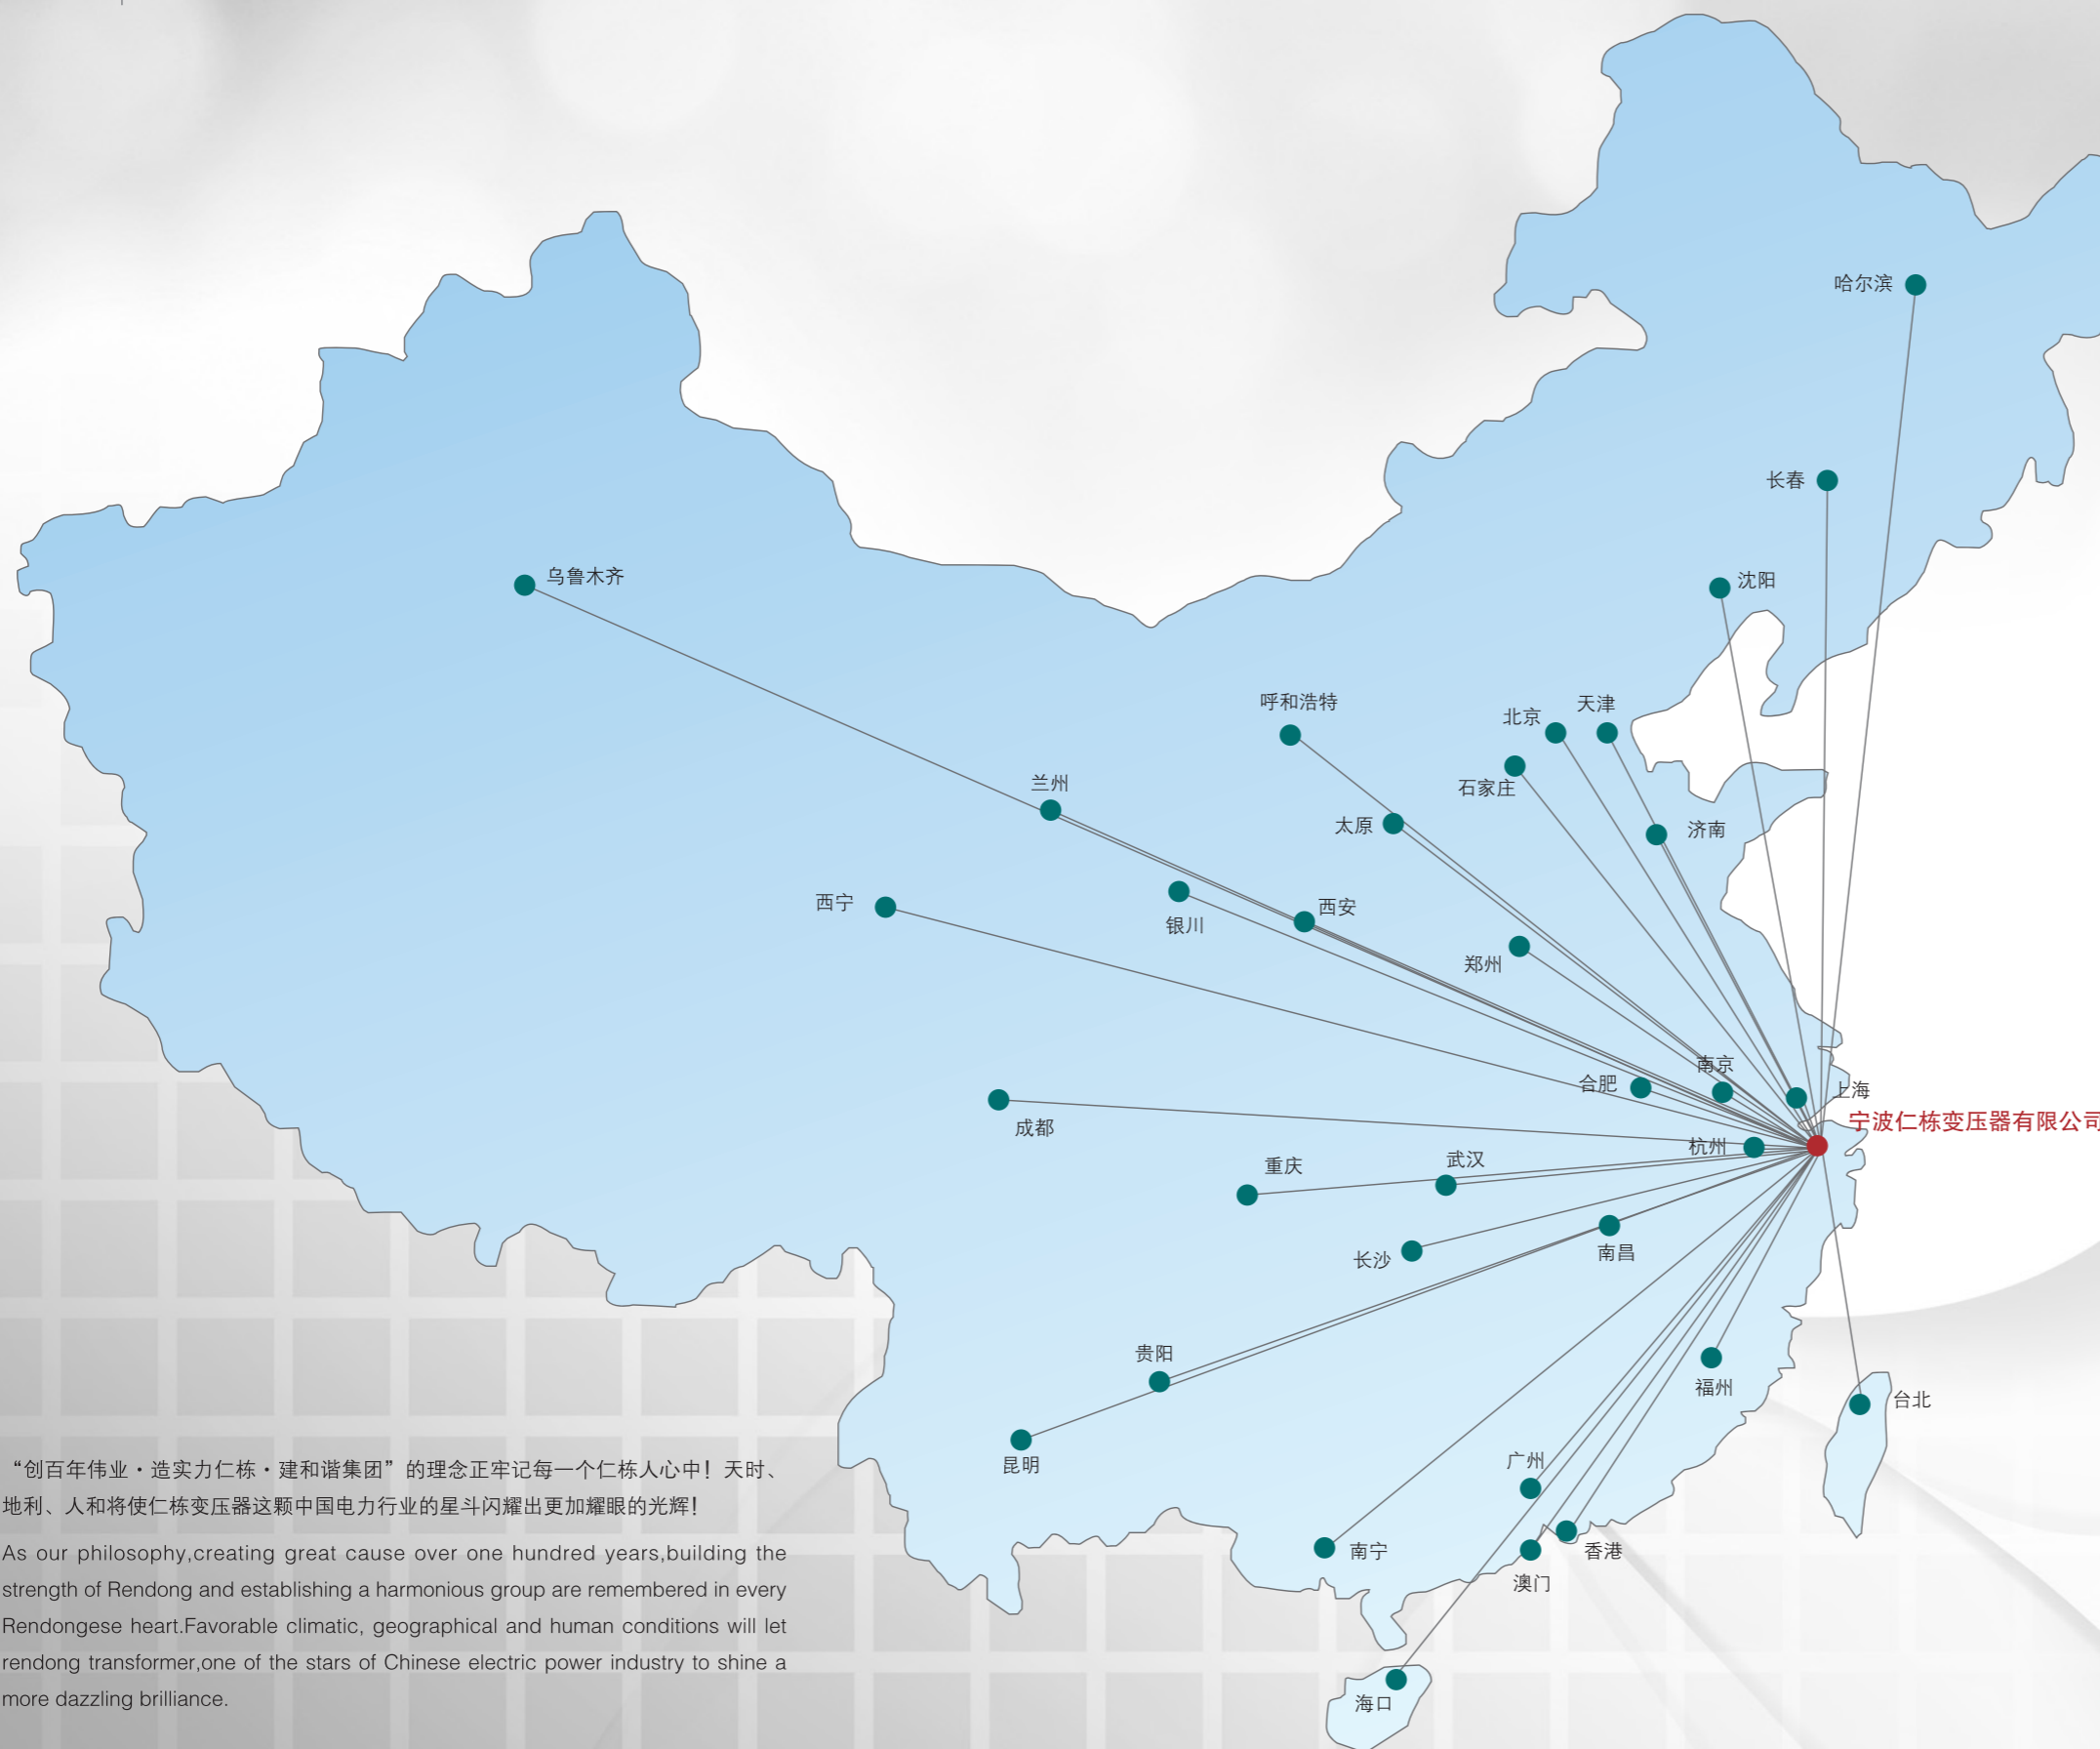 哈尔滨
长春
乌鲁木齐
沈阳
呼和浩特
北京
天津
石家庄
兰州
太原
济南
西宁
银川
西安
郑州
南京
合肥
上海
宁波仁栋变压器有限公司
成都
杭州
重庆
武汉
长沙
南昌
贵阳
福州
台北
昆明
广州
南宁
香港
澳门
海口
“创百年伟业·造实力仁栋·建和谐集团”的理念正牢记每一个仁栋人心中！天时、
地利、人和将使仁栋变压器这颗中国电力行业的星斗闪耀出更加耀眼的光辉！
As our philosophy,creating great cause over one hundred years,building the
strength of Rendong and establishing a harmonious group are remembered in every
Rendongese heart.Favorable climatic, geographical and human conditions will let
rendong transformer,one of the stars of Chinese electric power industry to shine a
more dazzling brilliance.